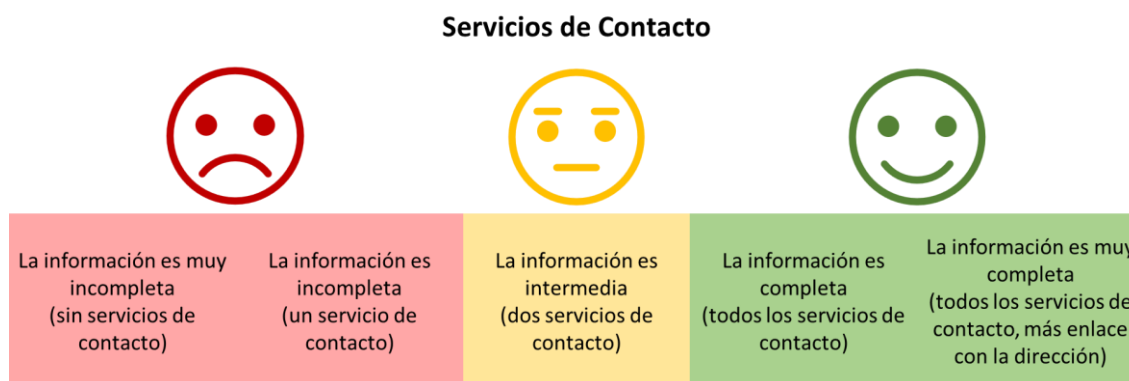 Servicios de Contacto
La información es muy
incompleta
(sin servicios de
contacto)
La información es
incompleta
(un servicio de
contacto)
La información es
intermedia
(dos servicios de
contacto)
La información es
completa
(todos los servicios de
contacto)
La información es muy
completa
(todos los servicios de
contacto, más enlace
con la dirección)